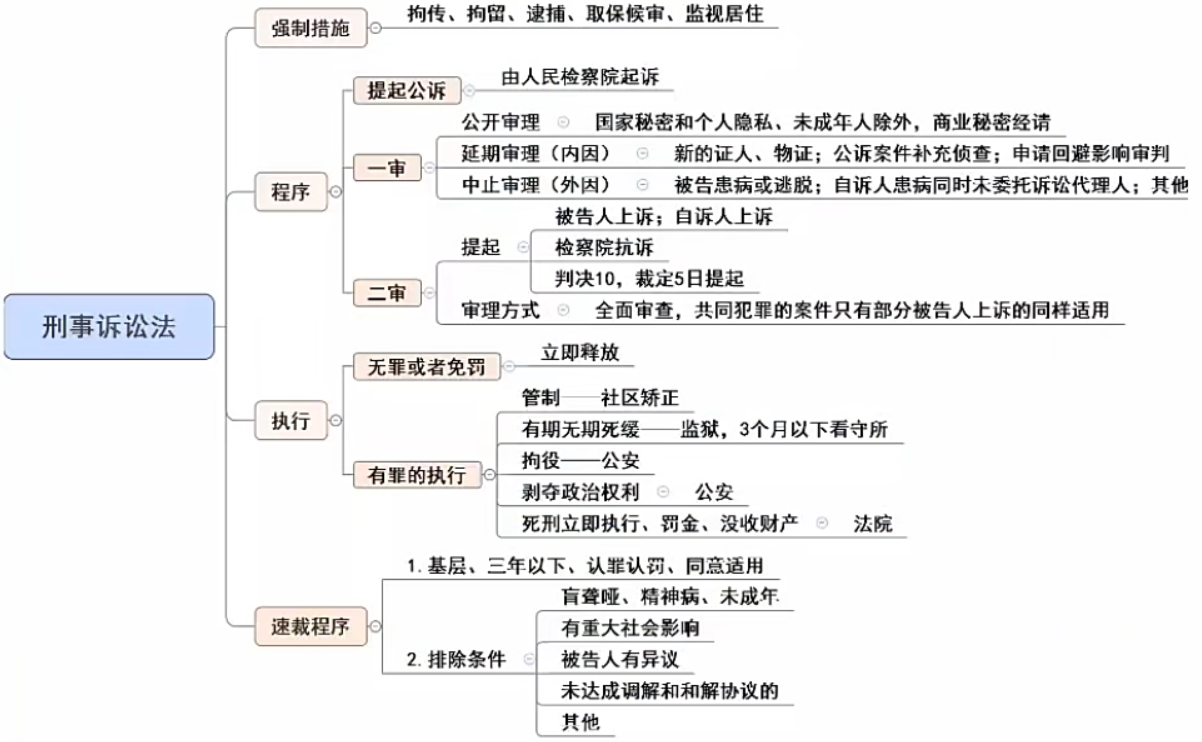 强制措施
拘传、拘留、逮捕、取保候审、监视居住
提起公诉
由人民检察院起诉
公开审理
国家秘密和个人隐私、未成年人除外，商业秘密经请
一审
延期审理（内因）
新的证人、物证；公诉案件补充侦查；申请回避影响审判
中止审理（外因）
被告患病或逃脱；自诉人患病同时未委托诉讼代理人；其他
程序
被告人上诉；自诉人上诉
提起
检察院抗诉
判决10，裁定5日提起
二审
审理方式
全面审查，共同犯罪的案件只有部分被告人上诉的同样适用
刑事诉讼法
无罪或者免罚
立即释放
执行
管制——社区矫正
有期无期死缓——监狱，3个月以下看守所
有罪的执行
拘役——公安
剥夺政治权利
公安
死刑立即执行、罚金、没收财产
法院
1.基层、三年以下、认罪认罚、同意适用
速裁程序
盲聋哑、精神病、未成年
有重大社会影响
2.排除条件
被告人有异议
未达成调解和和解协议的
其他